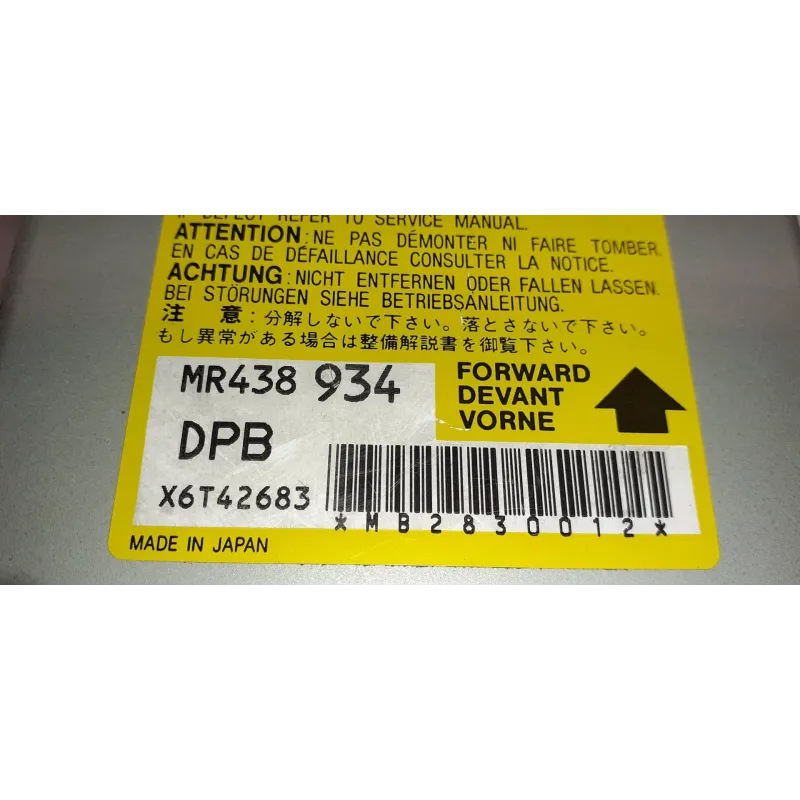 IF DEFECT REFER TO SERVICE MANUAL.
ATTENTION : NE PAS DÉMONTER NI FAIRE TOMBER.
EN CAS DE DÉFAILLANCE CONSULTER LA NOTICE.
ACHTUNG : NICHT ENTFERNEN ODER FALLEN LASSEN.
BEI STÖRUNGEN SIEHE BETRIEBSANLEITUNG.
注 意 : 分解しないで下さい。落とさないで下さい。
もし異常がある場合は整備解説書を御覧下さい。
MR438 934
FORWARD
DEVANT
VORNE
DPB
X6T42683
*MB2830012*
MADE IN JAPAN